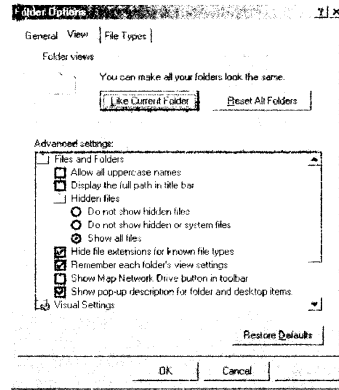 Folder Options
General View File Types
Folder views
You can make all your folders look the same.
Like Current Folder Reset All Folders
Advanced settings:
Files and Folders
Allow all uppercase names
Display the full path in title bar
Hidden files
Do not show hidden files
Do not show hidden or system files
Show all files
Hide file extensions for known file types
Remember each folder's view settings
Show Map Network Drive button in toolbar
Show pop-up description for folder and desktop items.
Visual Settings
Restore Defaults
OK Cancel